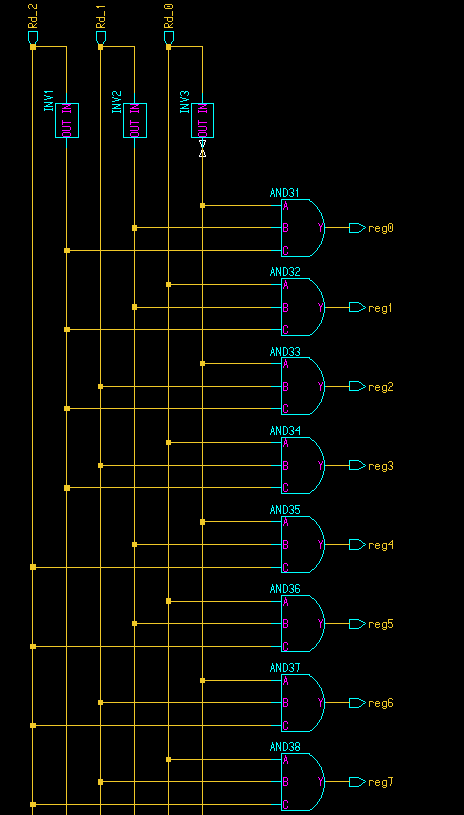 Rd_2 Rd_1 Rd_0
INV1 INV2 INV3
OUT IN OUT IN OUT IN
AND31
A
B Y reg0
C
AND32
A
B Y reg1
C
AND33
A
B Y reg2
C
AND34
A
B Y reg3
C
AND35
A
B Y reg4
C
AND36
A
B Y reg5
C
AND37
A
B Y reg6
C
AND38
A
B Y reg7
C